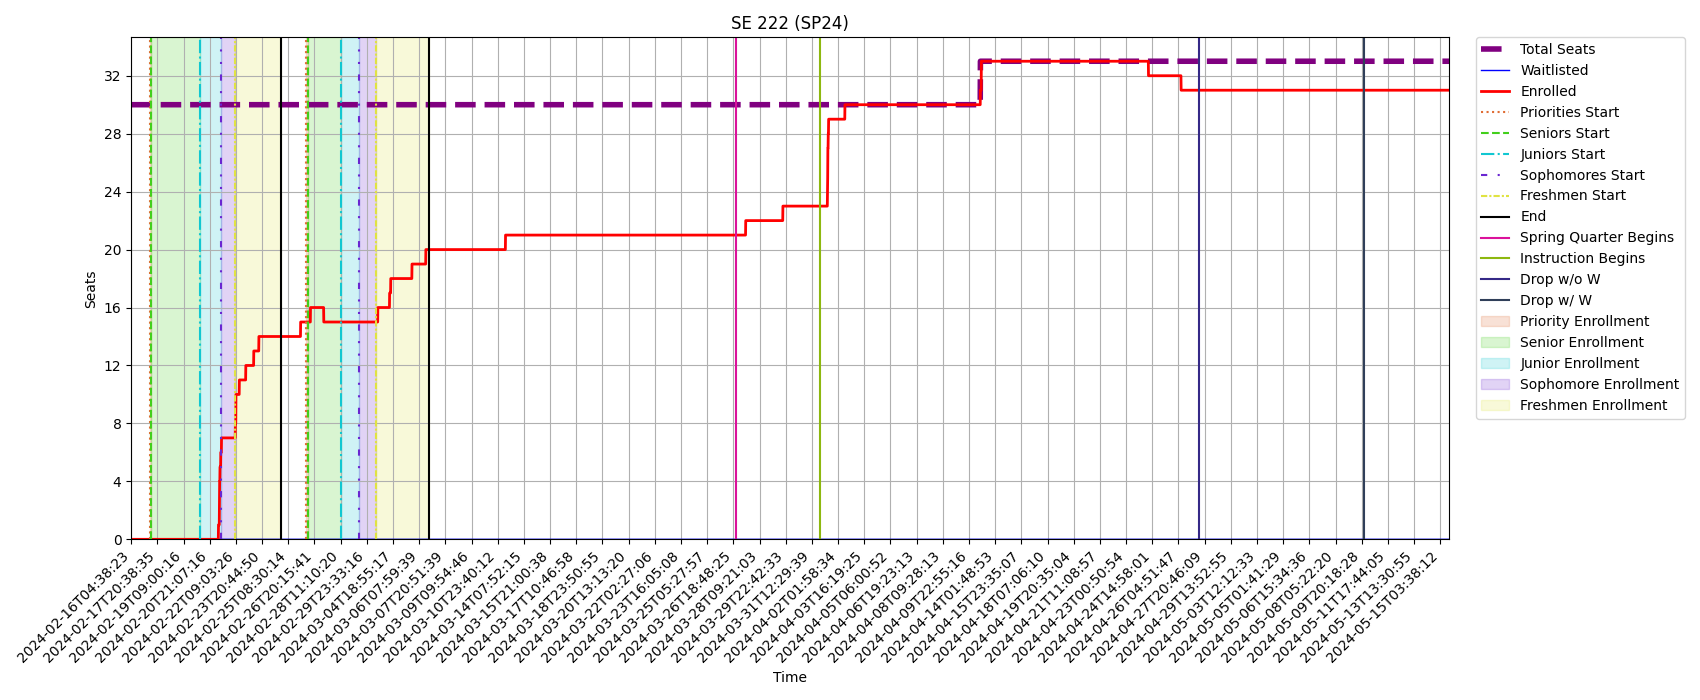 SE 222 (SP24)
Total Seats
Waitlisted
Enrolled
Priorities Start
Seniors Start
Juniors Start
Sophomores Start
Freshmen Start
End
Spring Quarter Begins
Instruction Begins
Drop w/o W
Drop w/ W
Priority Enrollment
Senior Enrollment
Junior Enrollment
Sophomore Enrollment
Freshmen Enrollment
Seats
32
28
24
20
16
12
8
4
0
2024-02-16T04:38:23
2024-02-17T20:38:35
2024-02-19T09:00:16
2024-02-20T21:07:16
2024-02-22T09:03:26
2024-02-23T20:44:50
2024-02-25T08:30:14
2024-02-26T20:15:41
2024-02-28T11:10:20
2024-02-29T23:33:16
2024-03-04T18:55:17
2024-03-06T07:59:39
2024-03-07T20:51:39
2024-03-09T09:54:46
2024-03-10T23:40:12
2024-03-14T07:52:15
2024-03-15T21:00:38
2024-03-17T10:46:58
2024-03-18T23:50:55
2024-03-20T13:13:20
2024-03-22T02:27:06
2024-03-23T16:05:08
2024-03-25T05:27:57
2024-03-26T18:48:25
2024-03-28T09:21:03
2024-03-29T22:42:33
2024-03-31T12:29:39
2024-04-02T01:58:34
2024-04-03T16:19:25
2024-04-05T06:00:52
2024-04-06T19:23:13
2024-04-08T09:28:13
2024-04-09T22:55:16
2024-04-14T01:48:53
2024-04-15T23:35:07
2024-04-18T07:06:10
2024-04-19T20:35:04
2024-04-21T11:08:57
2024-04-23T00:50:54
2024-04-24T14:58:01
2024-04-26T04:51:47
2024-04-27T20:46:09
2024-04-29T13:52:55
2024-05-03T12:12:33
2024-05-05T01:41:29
2024-05-06T15:34:36
2024-05-08T05:22:20
2024-05-09T20:18:28
2024-05-11T17:44:05
2024-05-13T13:30:55
2024-05-15T03:38:12
Time